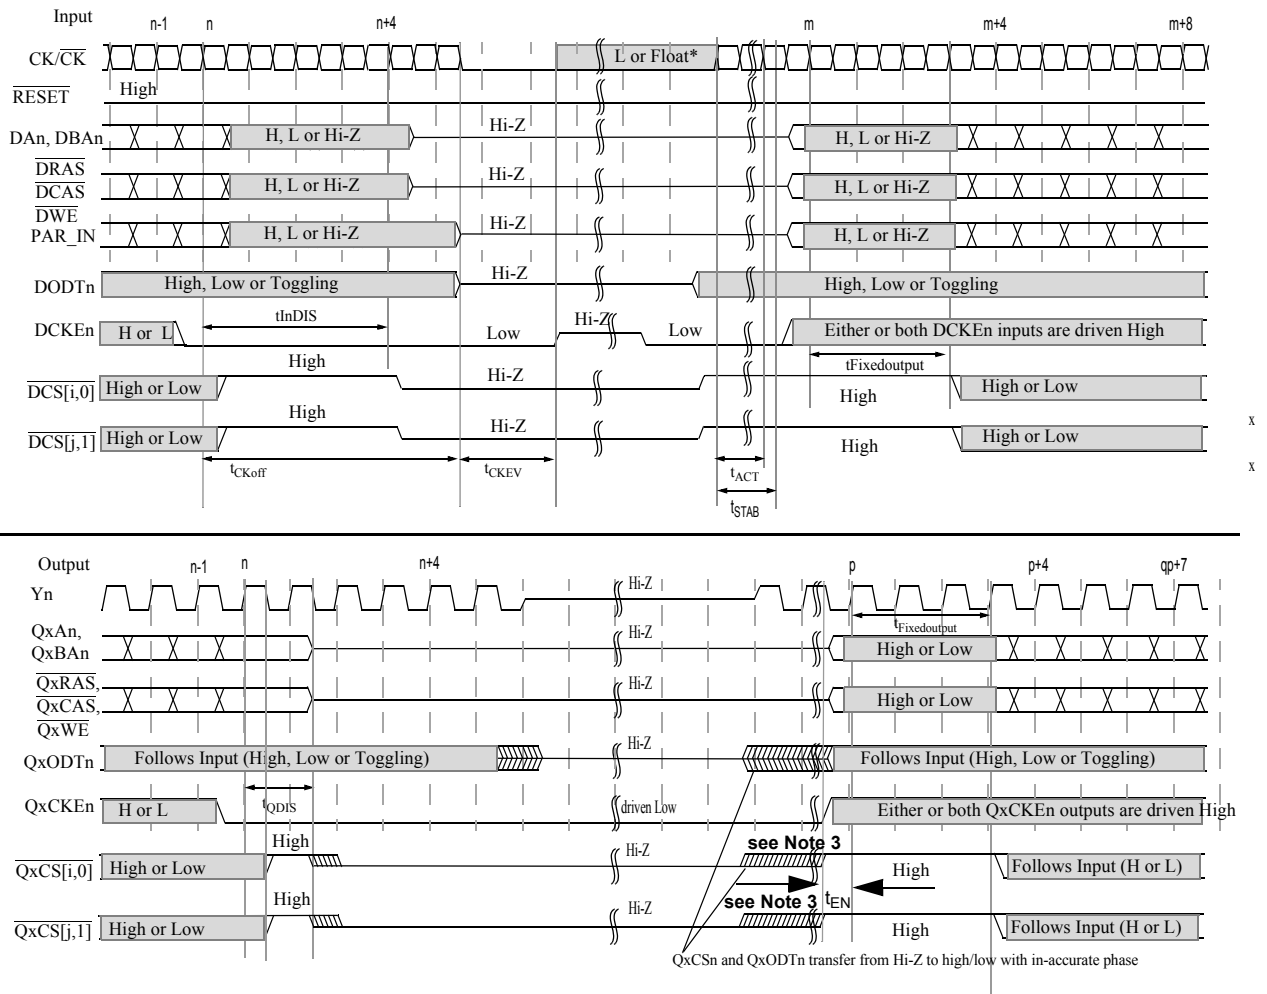 Input
n-1 n n+4 m m+4 m+8
CK/CK L or Float*
RESET High
DAn, DBAn H, L or Hi-Z Hi-Z H, L or Hi-Z
DRAS
DCAS H, L or Hi-Z Hi-Z H, L or Hi-Z
DWE
PAR_IN H, L or Hi-Z Hi-Z H, L or Hi-Z
DODTn High, Low or Toggling Hi-Z High, Low or Toggling
DCKEn H or L tInDIS Low Hi-Z Low Either or both DCKEn inputs are driven High
tFixedoutput
DCS[i,0] High or Low High Hi-Z High High or Low
DCS[j,1] High or Low High Hi-Z High High or Low
x
tCKoff tCKEV tACT
x
tSTAB
Output
n-1 n n+4 p p+4 qp+7
Yn Hi-Z
tFixedoutput
QxAn,
QxBAn Hi-Z High or Low
QxRAS,
QxCAS, Hi-Z High or Low
QxWE
QxODTn Follows Input (High, Low or Toggling) Hi-Z Follows Input (High, Low or Toggling)
QxCKEn H or L tQDIS driven Low Either or both QxCKEn outputs are driven High
see Note 3
QxCS[i,0] High or Low High Hi-Z High Follows Input (H or L)
see Note 3 tEN
QxCS[j,1] High or Low High Hi-Z High Follows Input (H or L)
QxCSn and QxODTn transfer from Hi-Z to high/low with in-accurate phase